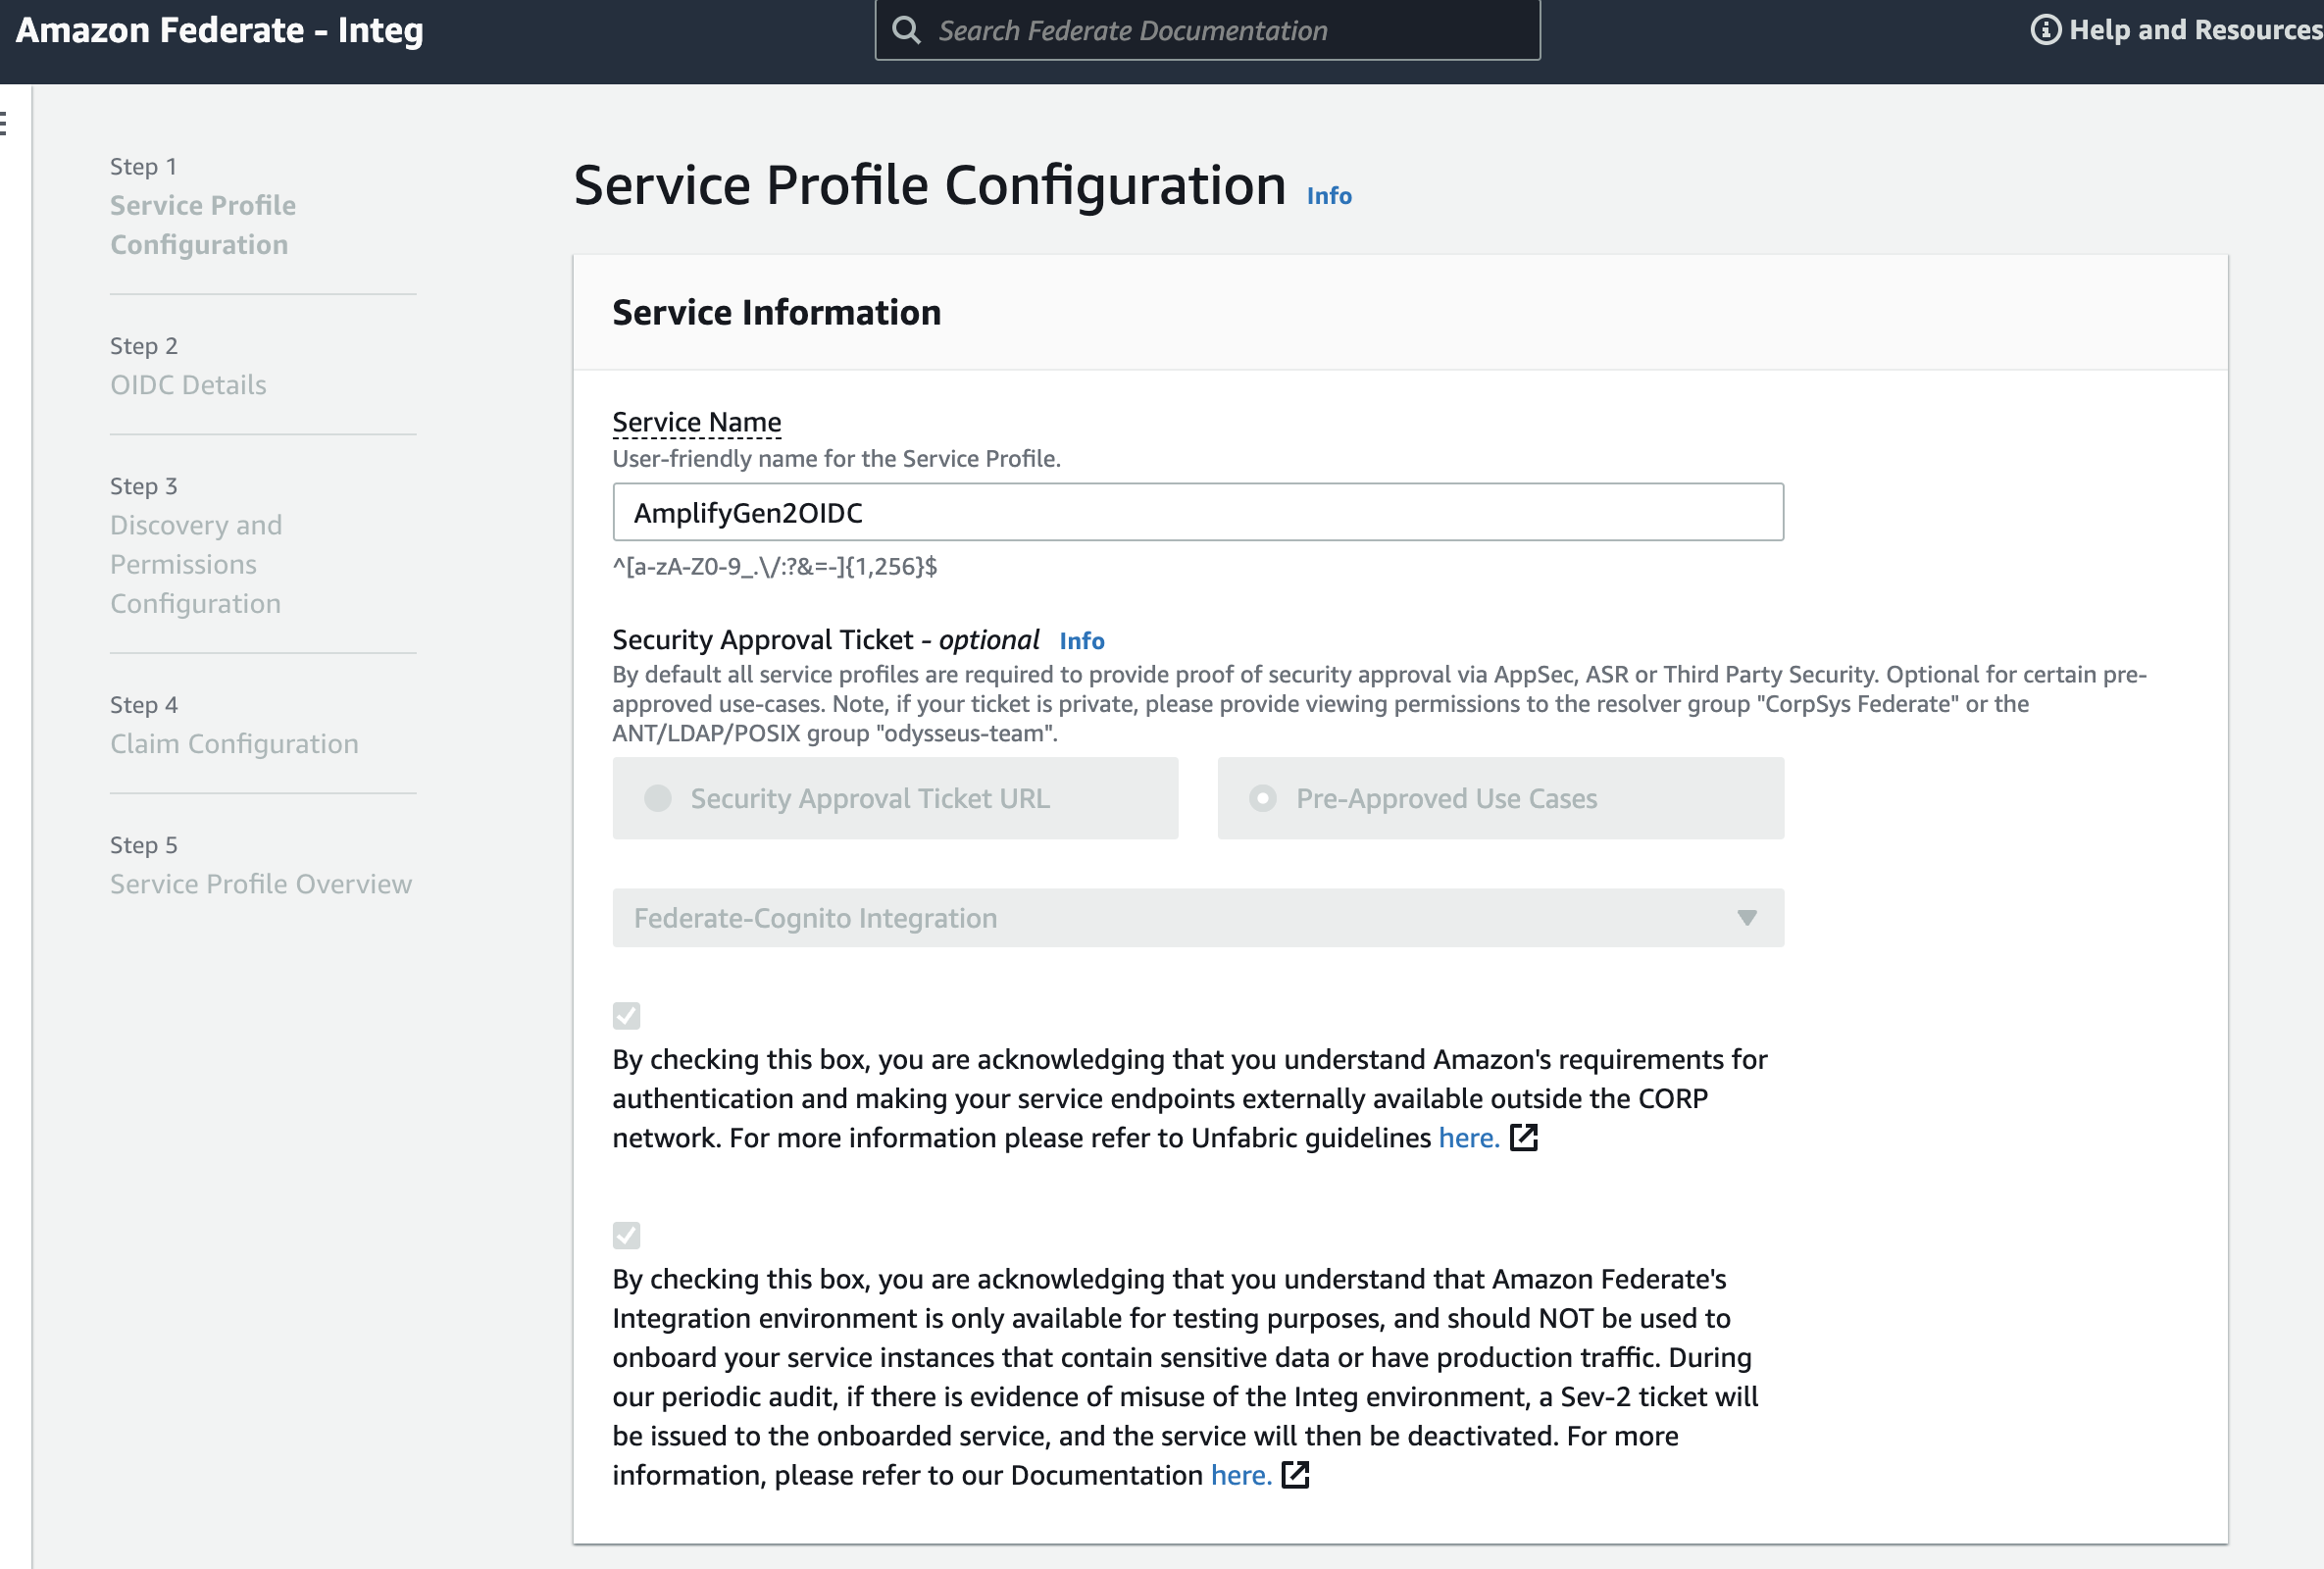 Amazon Federate - Integ
Search Federate Documentation
Help and Resources
Step 1
Service Profile
Configuration
Step 2
OIDC Details
Step 3
Discovery and
Permissions
Configuration
Step 4
Claim Configuration
Step 5
Service Profile Overview
Service Profile Configuration Info
Service Information
Service Name
User-friendly name for the Service Profile.
AmplifyGen2OIDC
^[a-zA-Z0-9_.\/:?&=-]{1,256}$
Security Approval Ticket - optional Info
By default all service profiles are required to provide proof of security approval via AppSec, ASR or Third Party Security. Optional for certain pre-
approved use-cases. Note, if your ticket is private, please provide viewing permissions to the resolver group "CorpSys Federate" or the
ANT/LDAP/POSIX group "odysseus-team".
Security Approval Ticket URL
Pre-Approved Use Cases
Federate-Cognito Integration
By checking this box, you are acknowledging that you understand Amazon's requirements for
authentication and making your service endpoints externally available outside the CORP
network. For more information please refer to Unfabric guidelines here.
By checking this box, you are acknowledging that you understand that Amazon Federate's
Integration environment is only available for testing purposes, and should NOT be used to
onboard your service instances that contain sensitive data or have production traffic. During
our periodic audit, if there is evidence of misuse of the Integ environment, a Sev-2 ticket will
be issued to the onboarded service, and the service will then be deactivated. For more
information, please refer to our Documentation here.